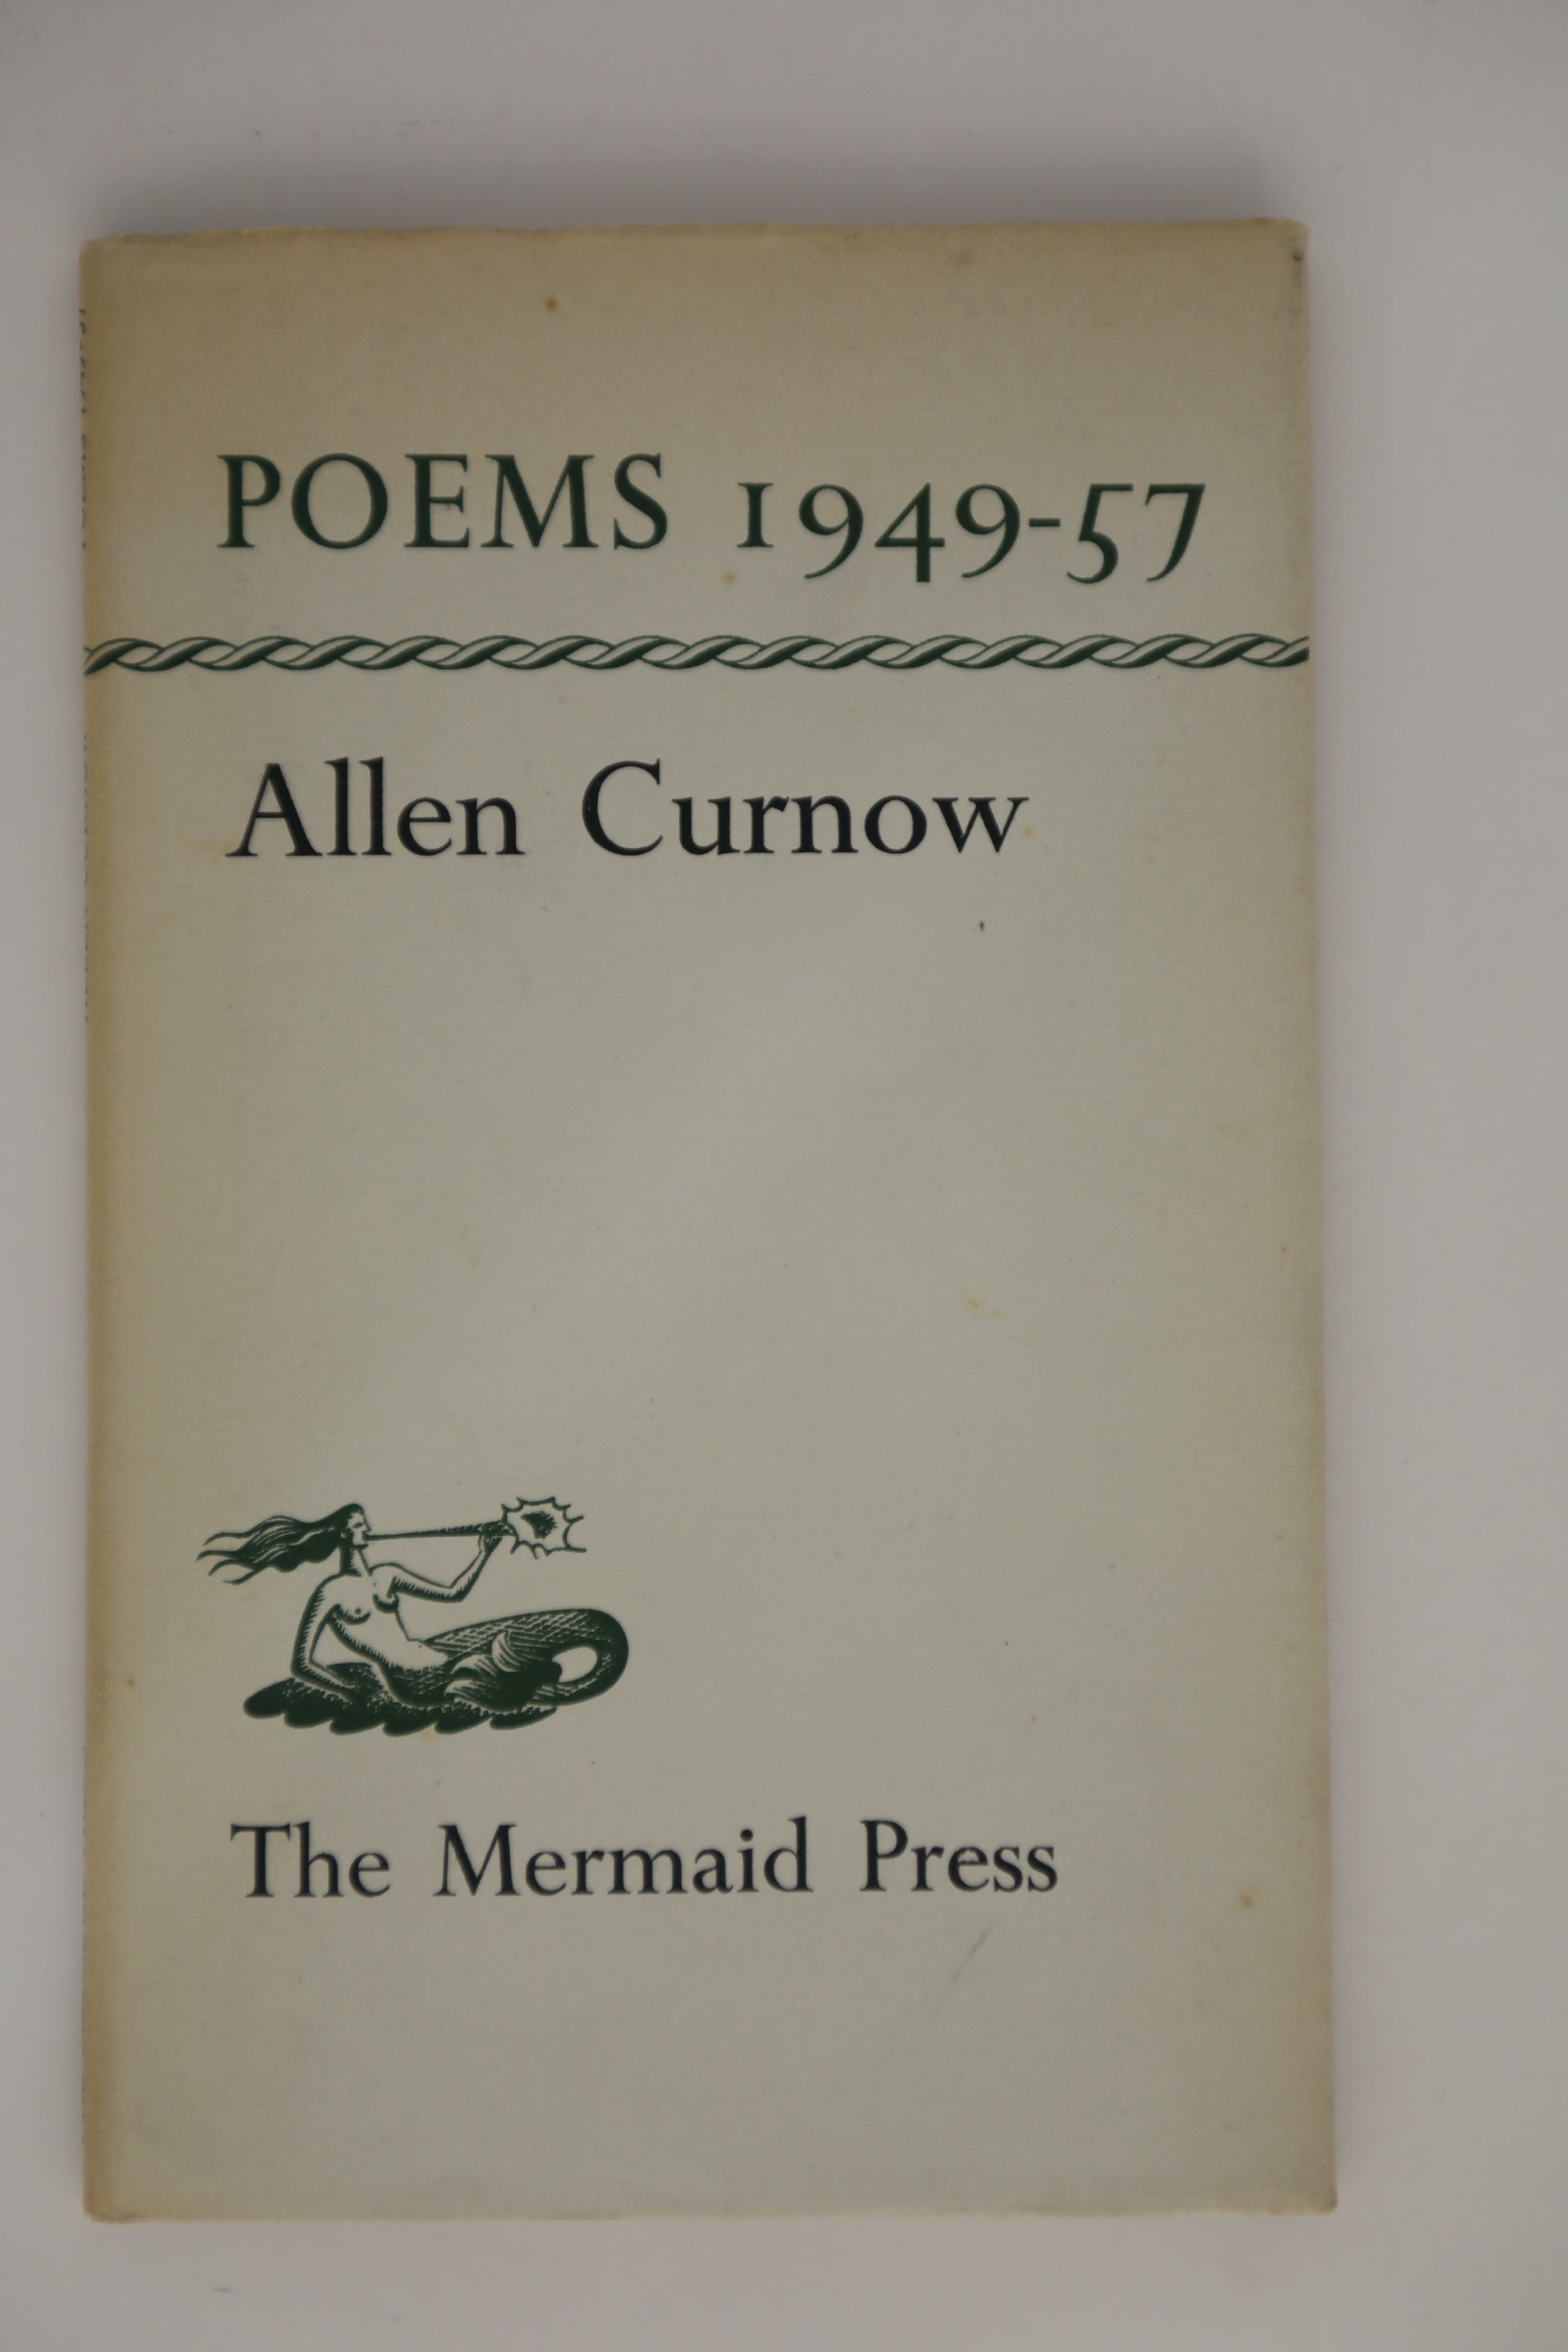 POEMS 1949-57
Allen Curnow
The Mermaid Press